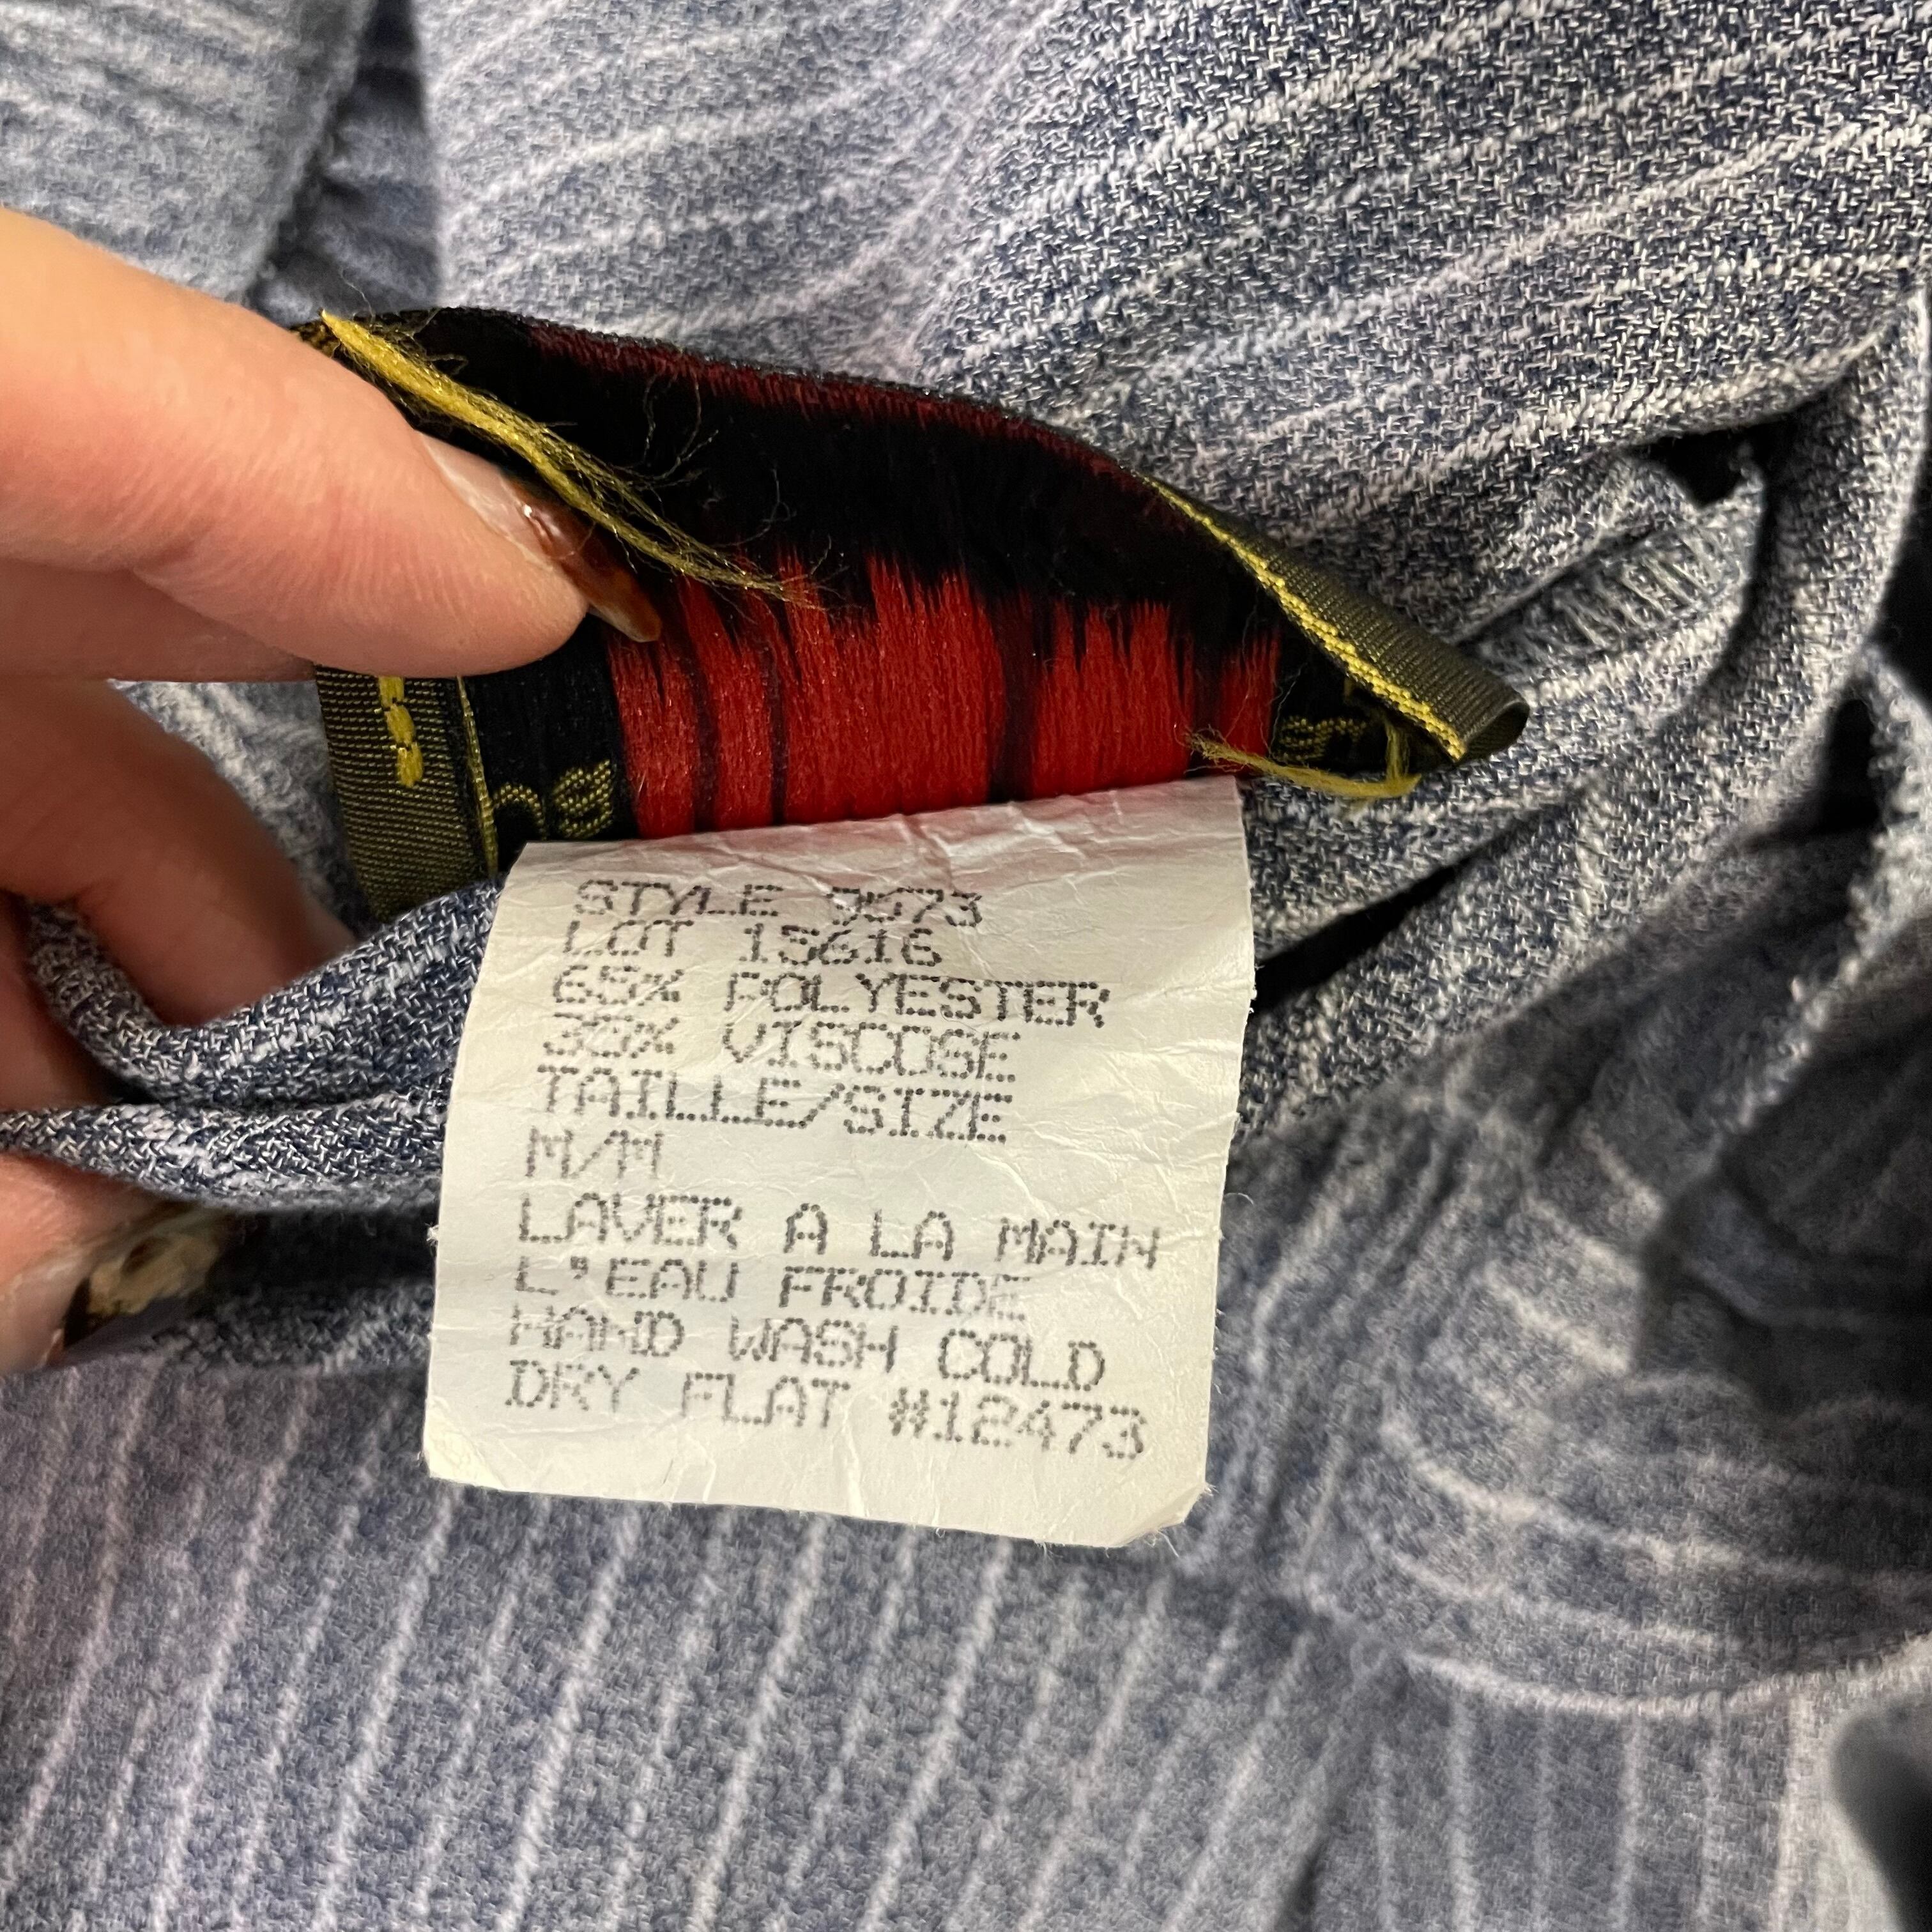 STYLE 9573
LOT 15616
65% POLYESTER
35% VISCOSE
TAILLE/SIZE
M/M
LAVER A LA MAIN
L'EAU FROIDE
HAND WASH COLD
DRY FLAT #12473